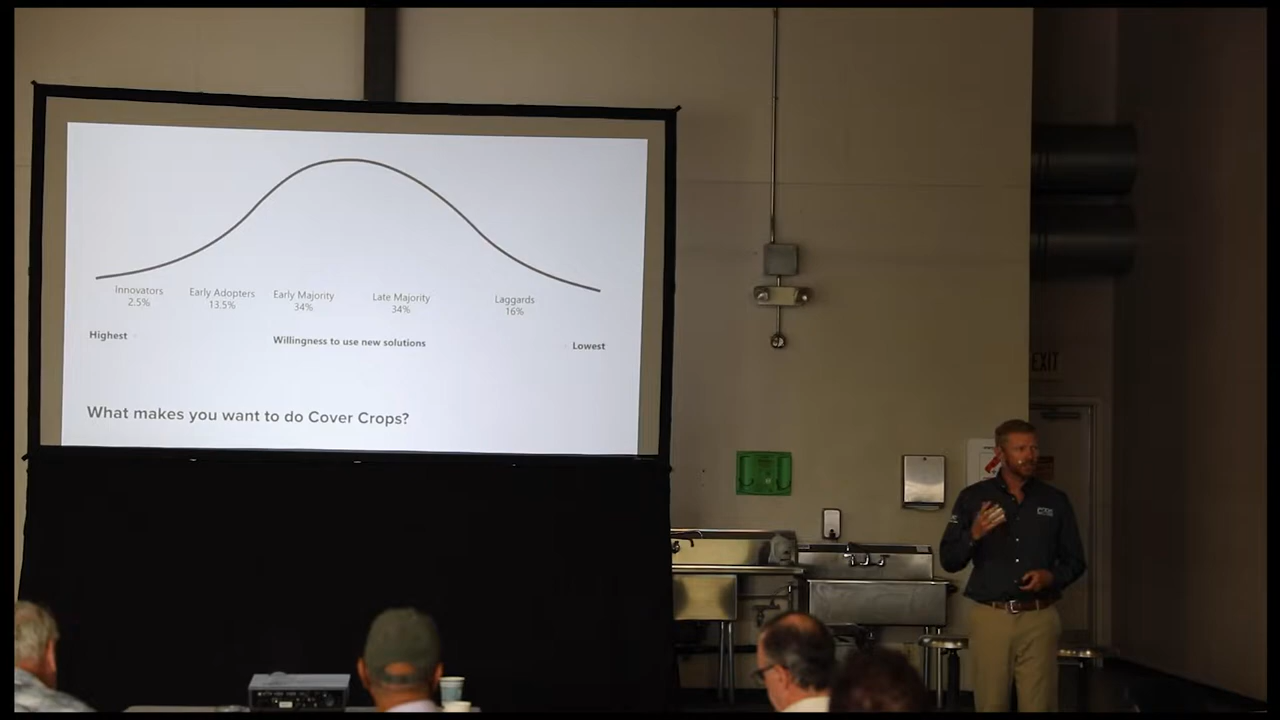 Innovators
2.5%
Early Adopters
13.5%
Early Majority
34%
Late Majority
34%
Laggards
16%
Highest
Willingness to use new solutions
Lowest
What makes you want to do Cover Crops?
EXIT